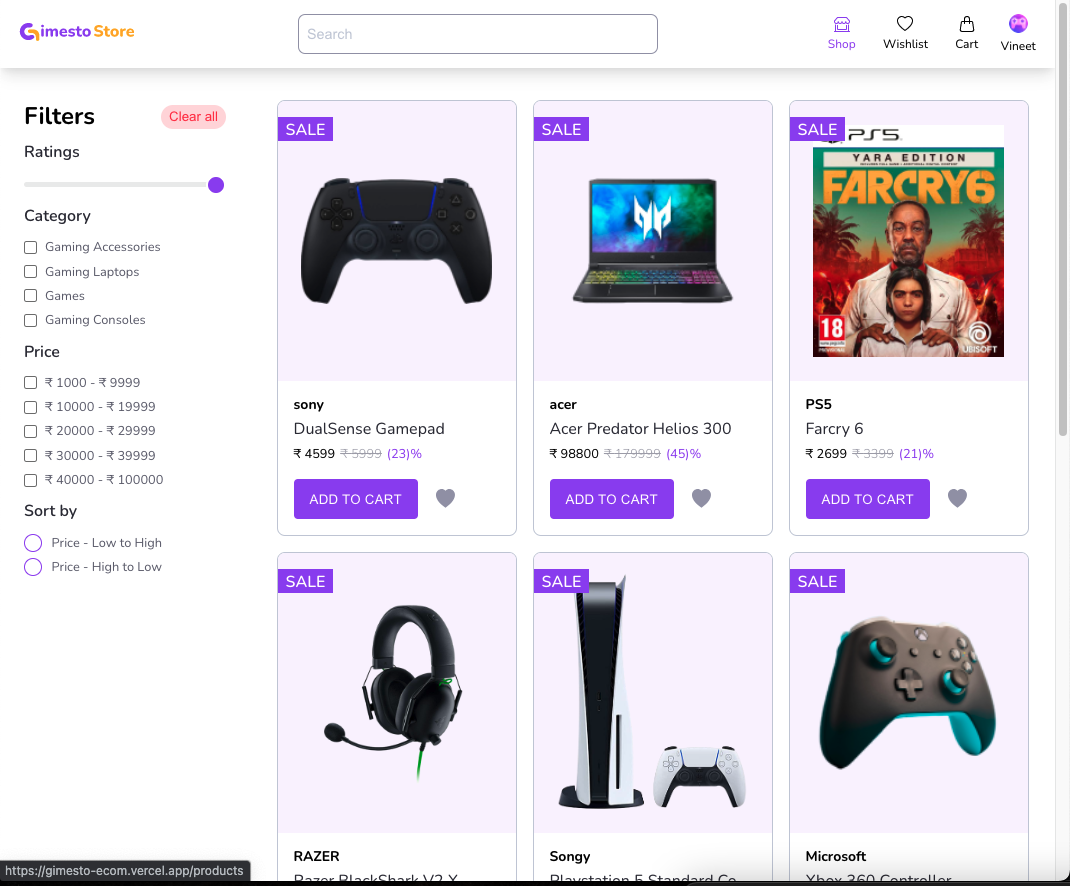 Gimesto Store
Search
Shop
Wishlist
Cart
Vineet
Filters
Clear all
Ratings
Category
Gaming Accessories
Gaming Laptops
Games
Gaming Consoles
Price
₹ 1000 - ₹ 9999
₹ 10000 - ₹ 19999
₹ 20000 - ₹ 29999
₹ 30000 - ₹ 39999
₹ 40000 - ₹ 100000
Sort by
Price - Low to High
Price - High to Low
SALE
sony
DualSense Gamepad
₹ 4599 ₹ 5999 (23)%
ADD TO CART
SALE
acer
Acer Predator Helios 300
₹ 98800 ₹ 179999 (45)%
ADD TO CART
SALE
PS5
YARA EDITION
FARCRY6
18
UBISOFT
PS5
Farcry 6
₹ 2699 ₹ 3399 (21)%
ADD TO CART
SALE
RAZER
Razer BlackShark V2 X
SALE
Songy
Playstation 5 Standard Co
SALE
Microsoft
Xbox 360 Controller
https://gimesto-ecom.vercel.app/products